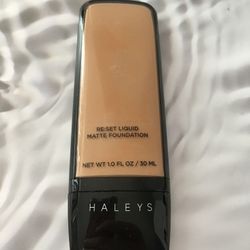 RE:SET LIQUID
MATTE FOUNDATION
NET WT 1.0 FL OZ / 30 ML
HALEYS